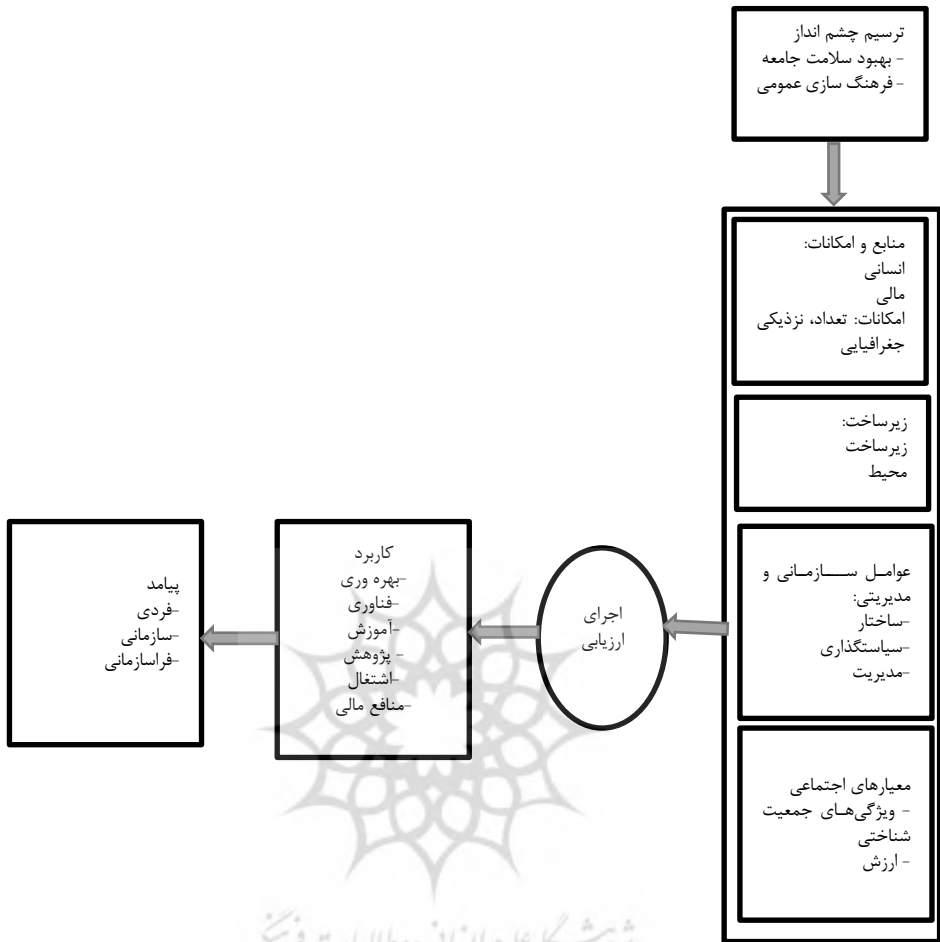 ترسیم چشم انداز
- بهبود سلامت جامعه
- فرهنگ سازی عمومی
منابع و امکانات:
انسانی
مالی
امکانات: تعداد، نزذیکی
جغرافیایی
زیرساخت:
زیرساخت
محیط
عوامل سازمانی و
مدیریتی:
-ساختار
-سیاستگذاری
-مدیریت
معیارهای اجتماعی
- ویژگی‌های جمعیت
شناختی
- ارزش
اجرای
ارزیابی
کاربرد
-بهره وری
-فناوری
-آموزش
- پژوهش
-اشتغال
-منافع مالی
پیامد
-فردی
-سازمانی
-فراسازمانی